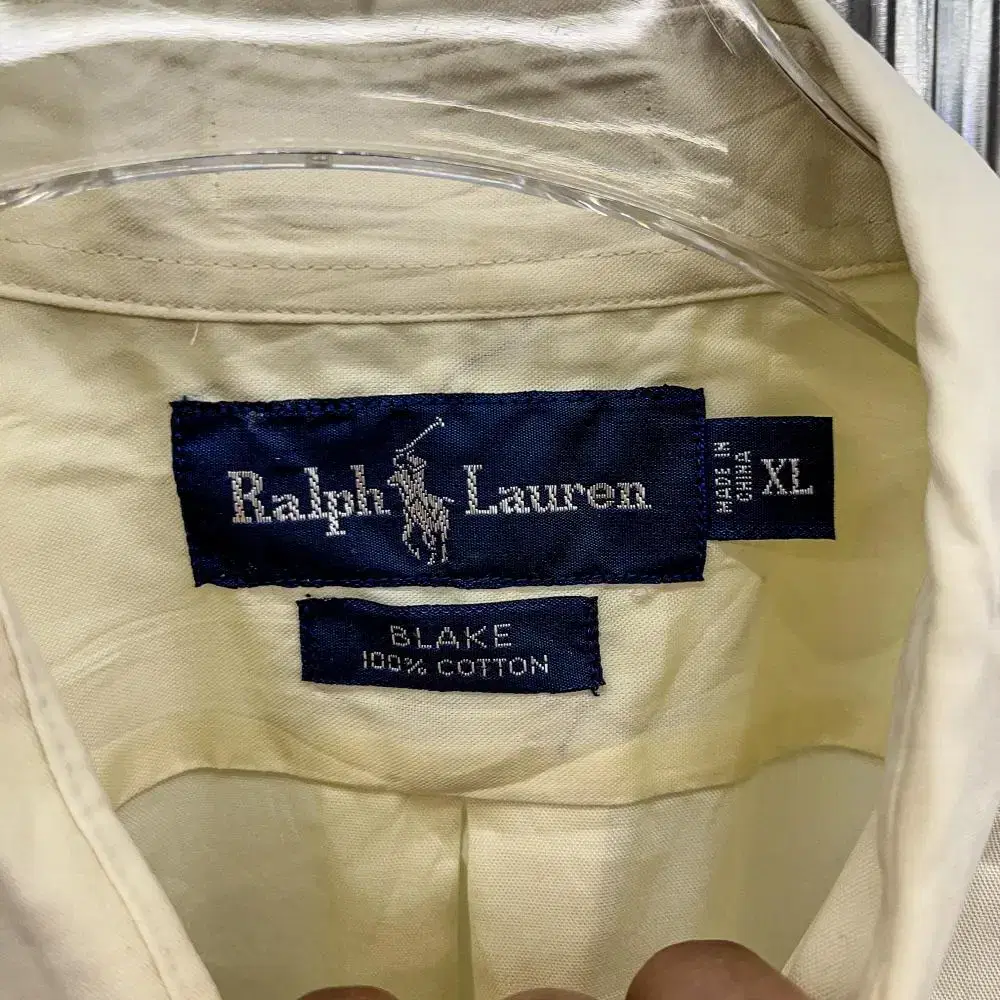 Ralph Lauren
MADE IN
CHINA
XL
BLAKE
100% COTTON